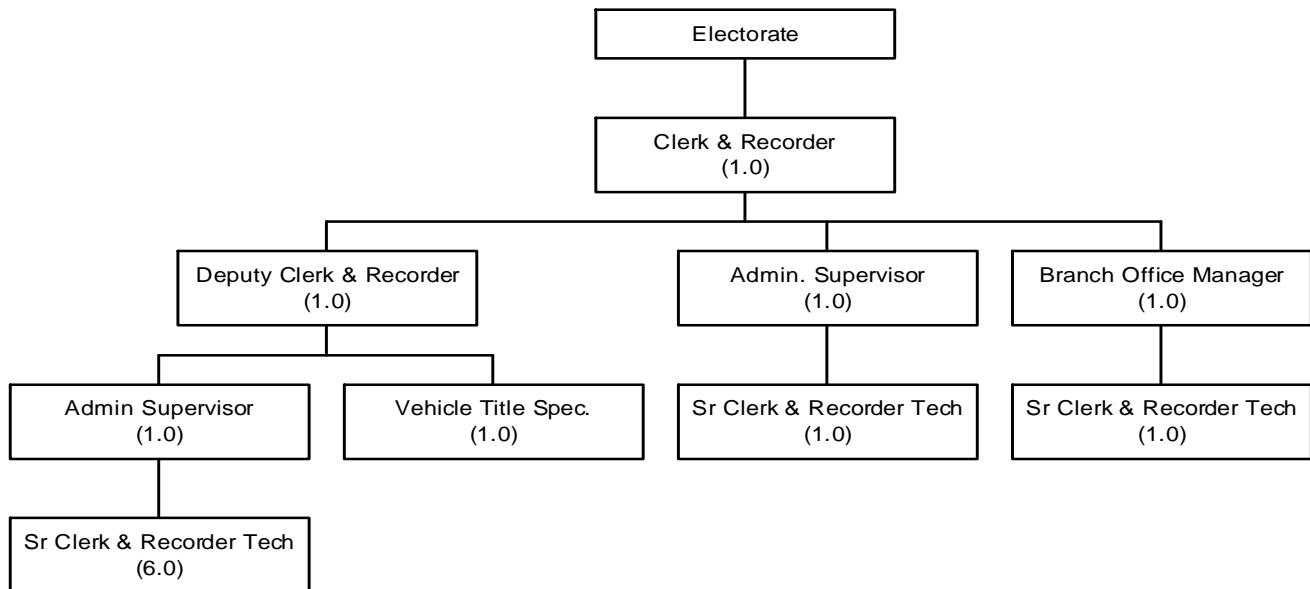 Electorate
Clerk & Recorder
(1.0)
Deputy Clerk & Recorder
(1.0)
Admin. Supervisor
(1.0)
Branch Office Manager
(1.0)
Admin Supervisor
(1.0)
Vehicle Title Spec.
(1.0)
Sr Clerk & Recorder Tech
(1.0)
Sr Clerk & Recorder Tech
(1.0)
Sr Clerk & Recorder Tech
(6.0)